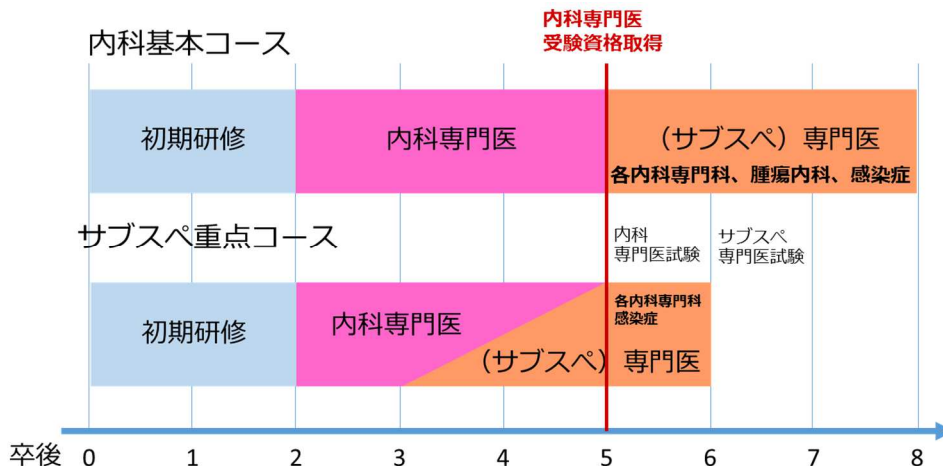 内科専門医
受験資格取得
内科基本コース
初期研修
内科専門医
（サブスペ）専門医
各内科専門科、腫瘍内科、感染症
サブスペ重点コース
内科
専門医試験
サブスペ
専門医試験
初期研修
内科専門医
各内科専門科
感染症
（サブスペ）専門医
卒後 0 1 2 3 4 5 6 7 8